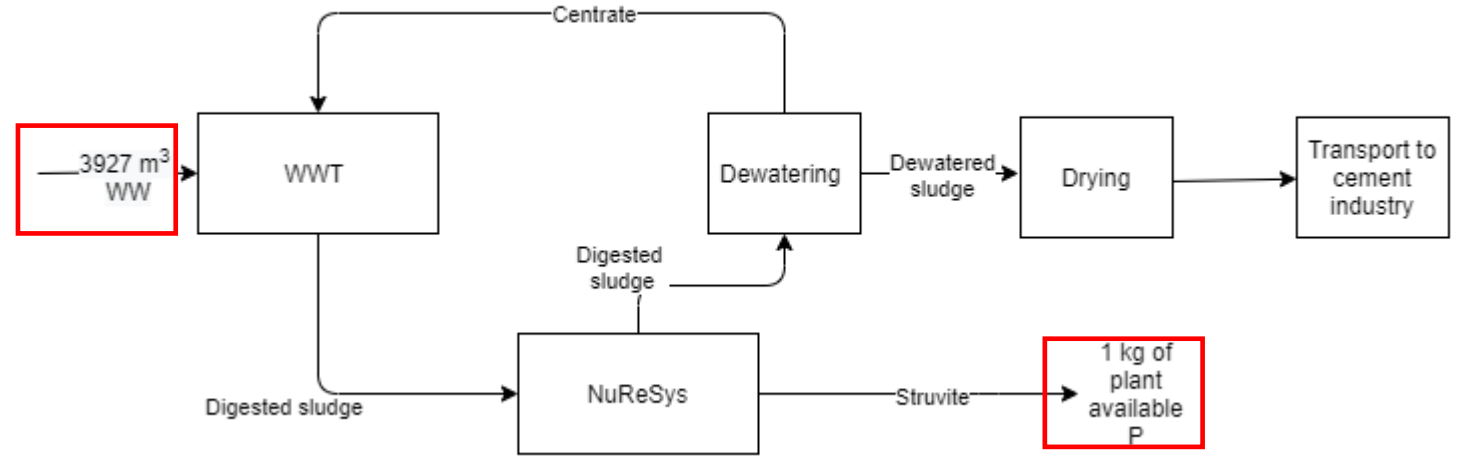 Centrate
3927 m³
WW
WWT
Dewatering
Dewatered
sludge
Drying
Transport to
cement
industry
Digested
sludge
Digested sludge
NuReSys
Struvite
1 kg of
plant
available
P